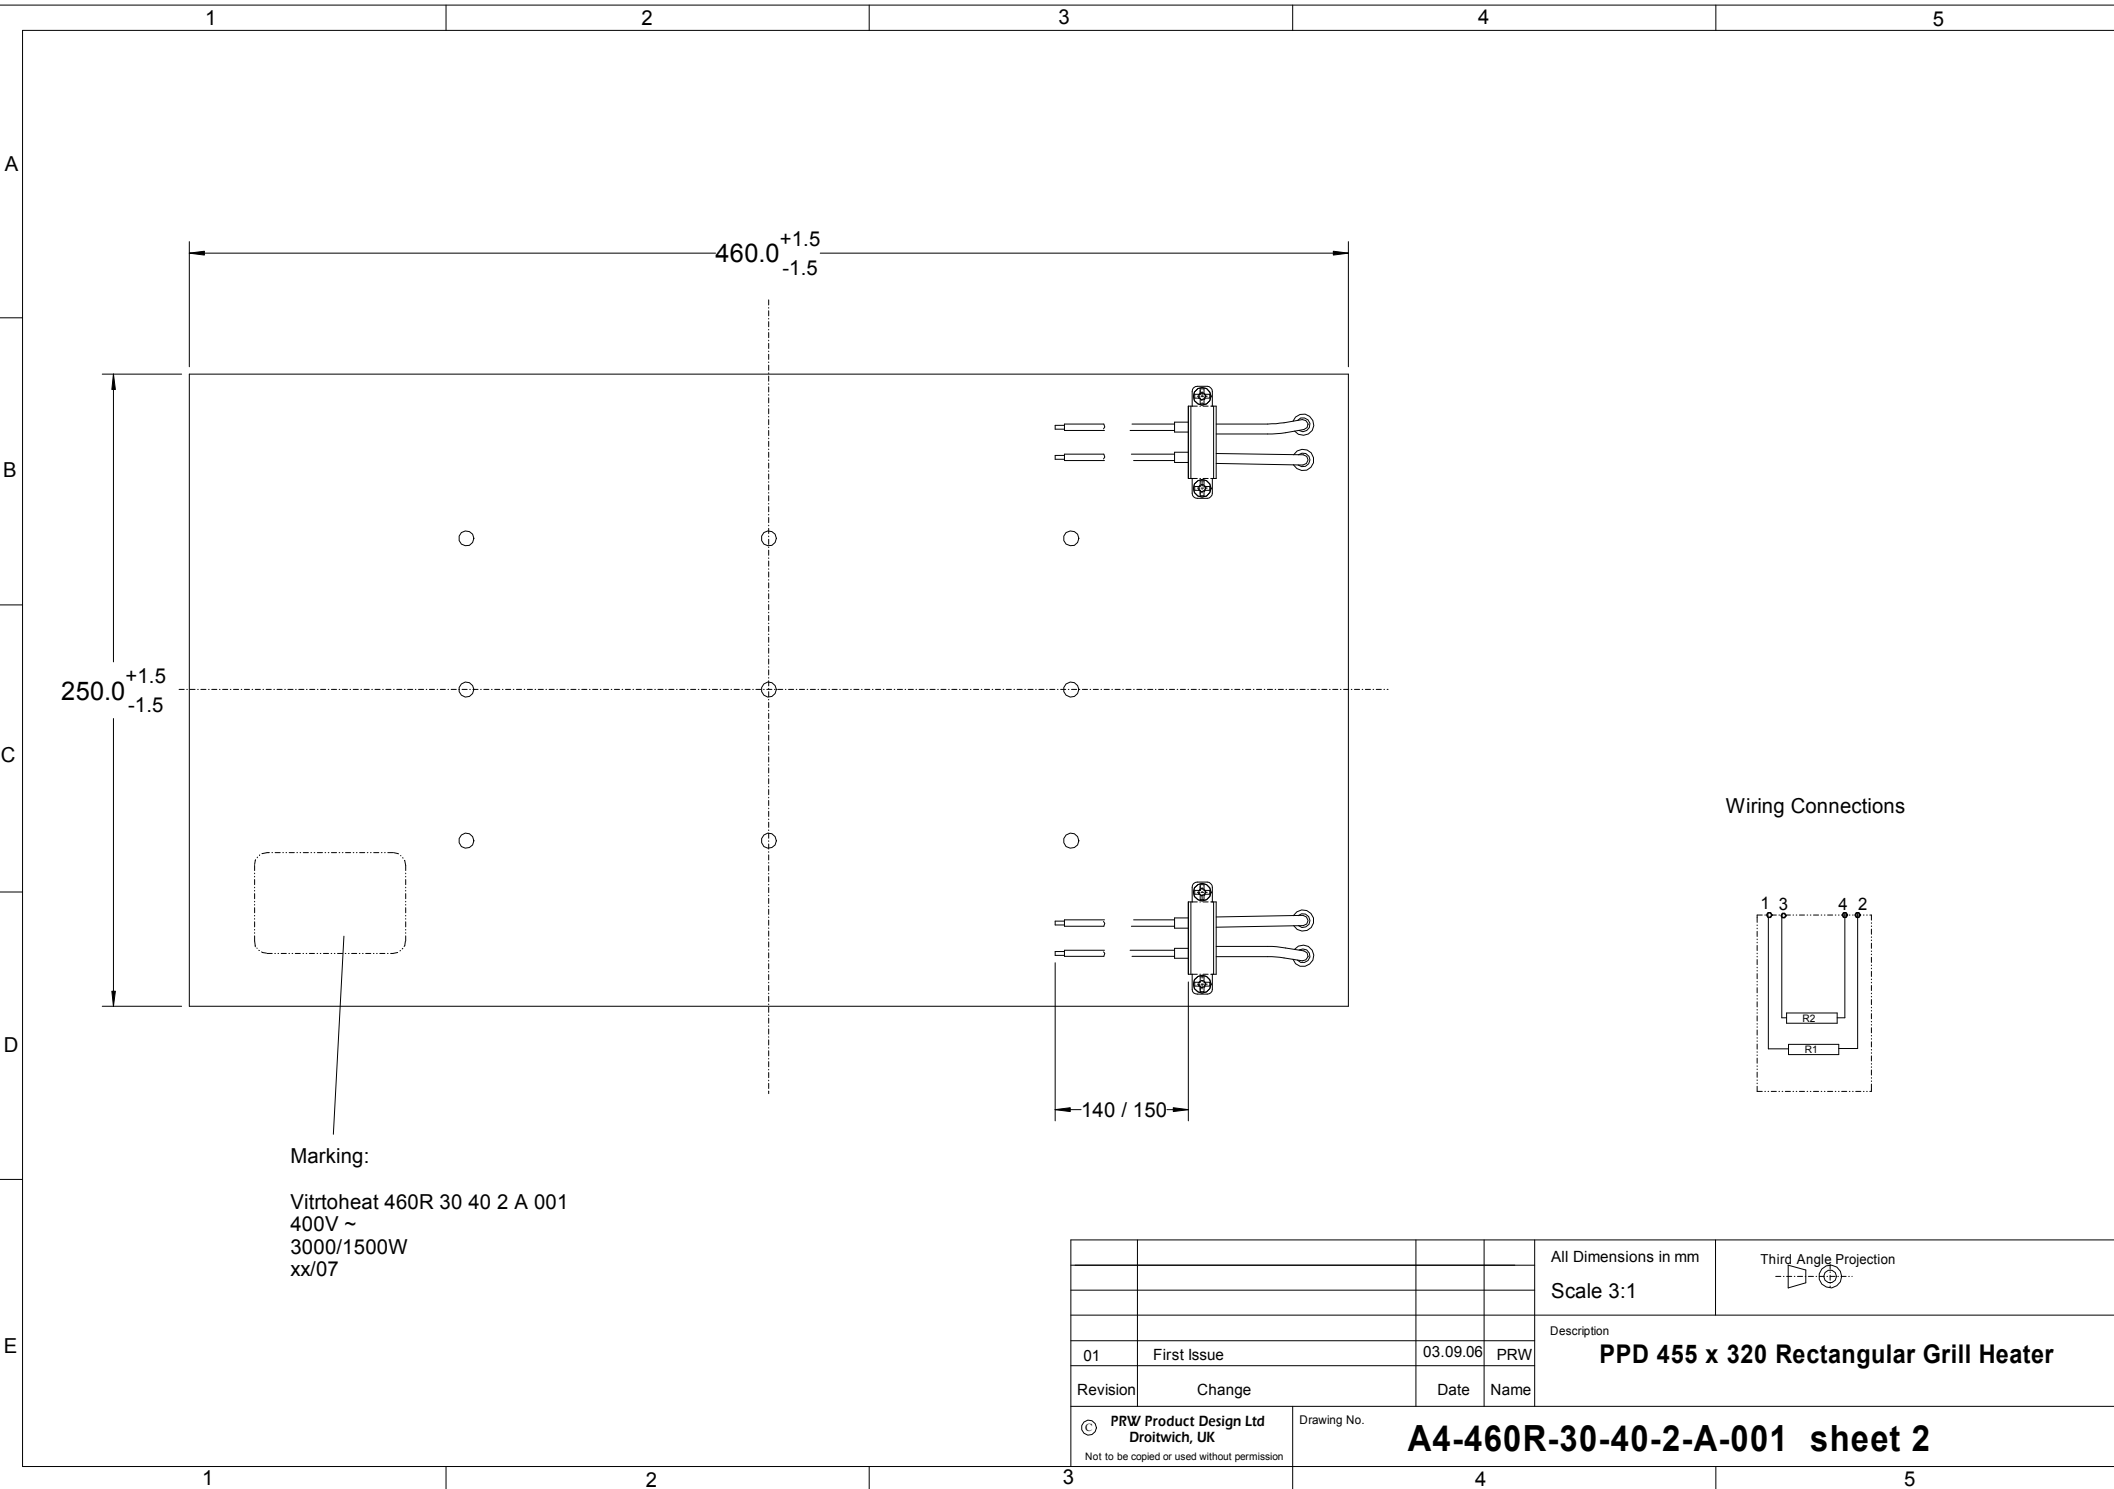 1 2 3 4 5
A
B
C
D
E
460.0 +1.5
-1.5
250.0 +1.5
-1.5
Wiring Connections
1 3 4 2
R2
R1
140 / 150
Marking:
Vitrtoheat 460R 30 40 2 A 001
400V ~
3000/1500W
xx/07
All Dimensions in mm
Scale 3:1
Third Angle Projection
Description
PPD 455 x 320 Rectangular Grill Heater
01 First Issue 03.09.06 PRW
Revision Change Date Name
© PRW Product Design Ltd
Droitwich, UK
Not to be copied or used without permission
Drawing No.
A4-460R-30-40-2-A-001 sheet 2
1 2 3 4 5